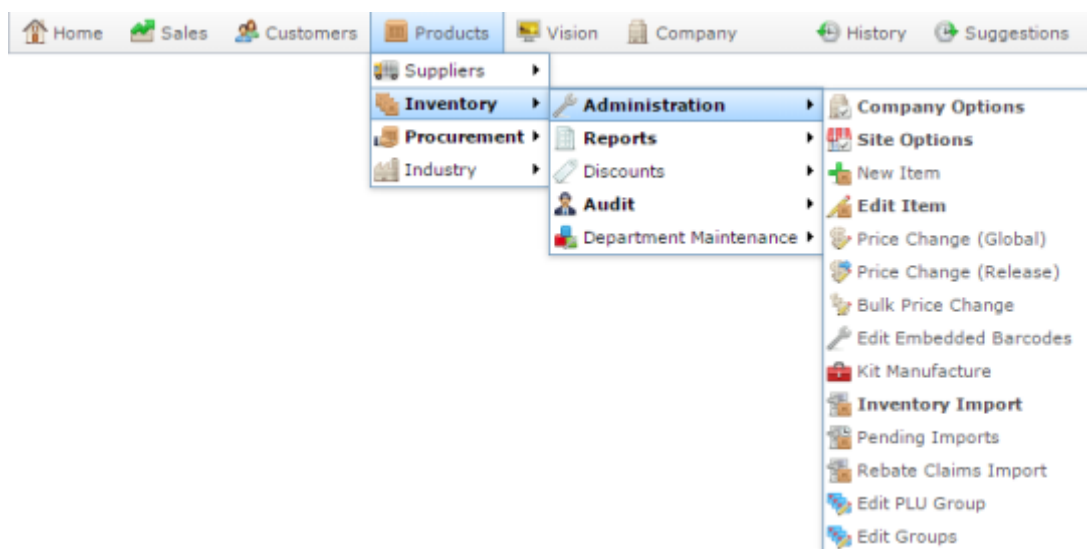 Home Sales Customers Products Vision Company History Suggestions
Suppliers
Inventory
Procurement
Industry
Administration
Reports
Discounts
Audit
Department Maintenance
Company Options
Site Options
New Item
Edit Item
Price Change (Global)
Price Change (Release)
Bulk Price Change
Edit Embedded Barcodes
Kit Manufacture
Inventory Import
Pending Imports
Rebate Claims Import
Edit PLU Group
Edit Groups